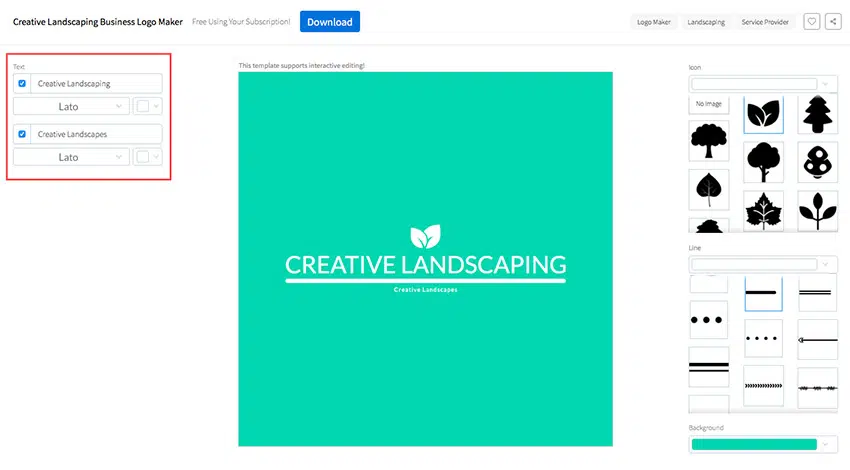 Creative Landscaping Business Logo Maker Free Using Your Subscription! Download Logo Maker Landscaping Service Provider
Text
Creative Landscaping
Lato
Creative Landscapes
Lato
This template supports interactive editing!
CREATIVE LANDSCAPING
Creative Landscapes
Icon
No Image
Line
Background